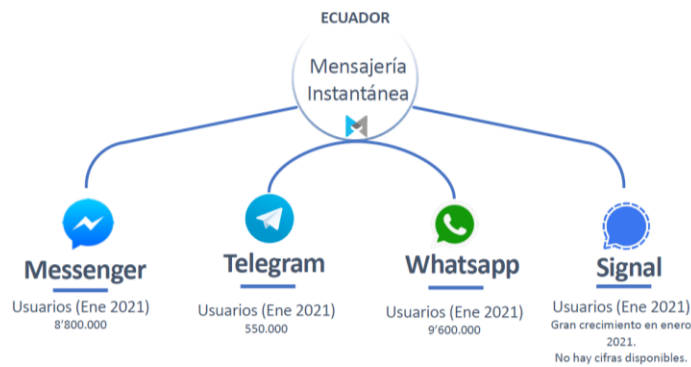 ECUADOR
Mensajería
Instantánea
Messenger
Usuarios (Ene 2021)
8'800.000
Telegram
Usuarios (Ene 2021)
550.000
Whatsapp
Usuarios (Ene 2021)
9'600.000
Signal
Usuarios (Ene 2021)
Gran crecimiento en enero
2021.
No hay cifras disponibles.